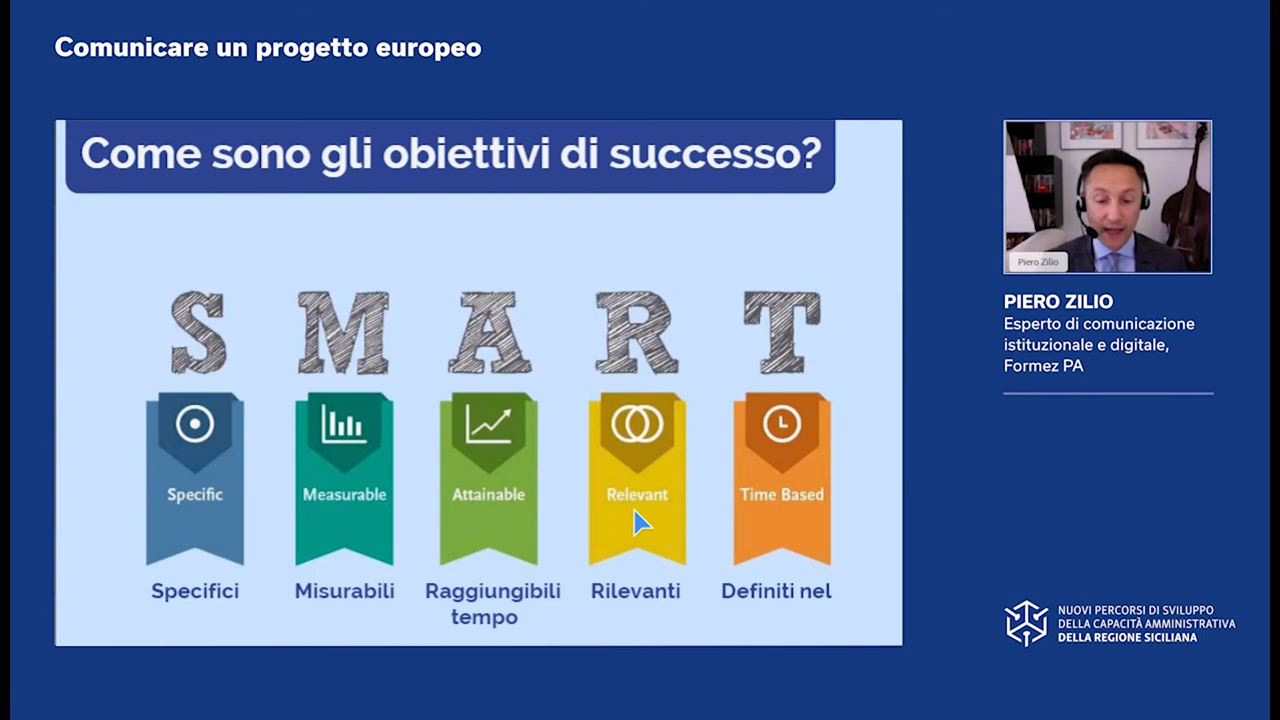 Comunicare un progetto europeo
Come sono gli obiettivi di successo?
S M A R T
Specific Measurable Attainable Relevant Time Based
Specifici Misurabili Raggiungibili Rilevanti Definiti nel
tempo
Piero Zilio
PIERO ZILIO
Esperto di comunicazione
istituzionale e digitale,
Formez PA
NUOVI PERCORSI DI SVILUPPO
DELLA CAPACITÀ AMMINISTRATIVA
DELLA REGIONE SICILIANA